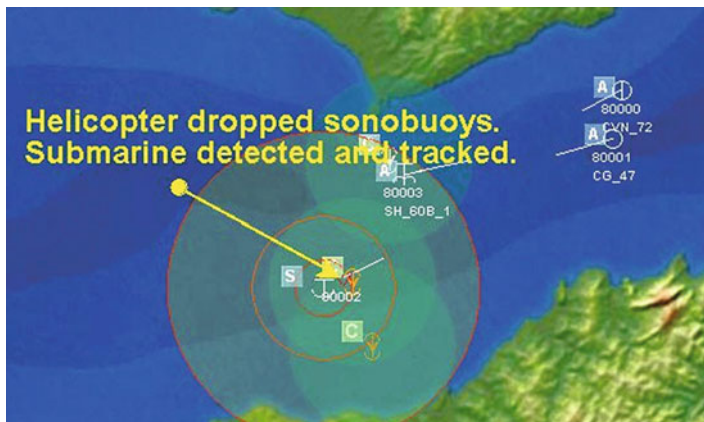 A
80000
CVN_72
Helicopter dropped sonobuoys.
Submarine detected and tracked.
A
80001
CG_47
A
80003
SH_60B_1
S
80002
C